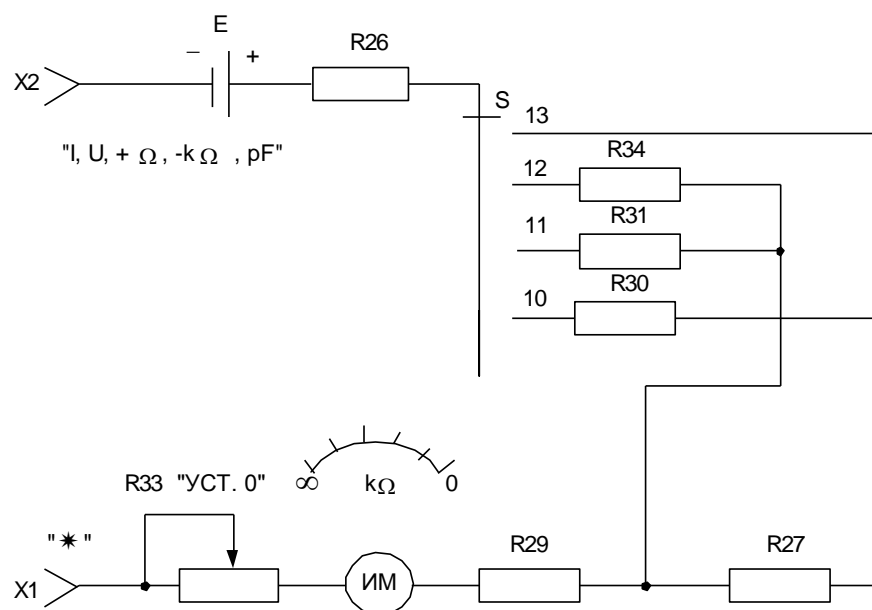 E
− +
R26
X2
S
13
"I, U, + Ω, -kΩ , pF"
12 R34
11 R31
10 R30
R33 "УСТ. 0"
∞ kΩ 0
"✷"
X1
ИМ
R29
R27